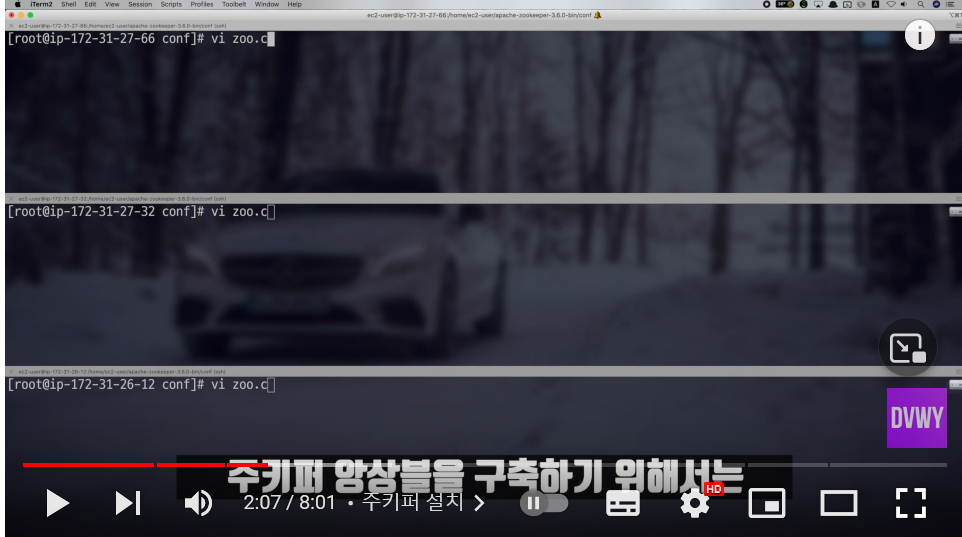 iTerm2 Shell Edit View Session Scripts Profiles Toolbelt Window Help
ec2-user@ip-172-31-27-66:/home/ec2-user/apache-zookeeper-3.6.0-bin/conf
ec2-user@ip-172-31-27-66:/home/ec2-user/apache-zookeeper-3.6.0-bin/conf (ssh)
[root@ip-172-31-27-66 conf]# vi zoo.c
ec2-user@ip-172-31-27-32:/home/ec2-user/apache-zookeeper-3.6.0-bin/conf (ssh)
[root@ip-172-31-27-32 conf]# vi zoo.c
ec2-user@ip-172-31-26-12:/home/ec2-user/apache-zookeeper-3.6.0-bin/conf (ssh)
[root@ip-172-31-26-12 conf]# vi zoo.c
DVWY
주키퍼 앙상블을 구축하기 위해서는
2:07 / 8:01 • 주키퍼 설치
HD